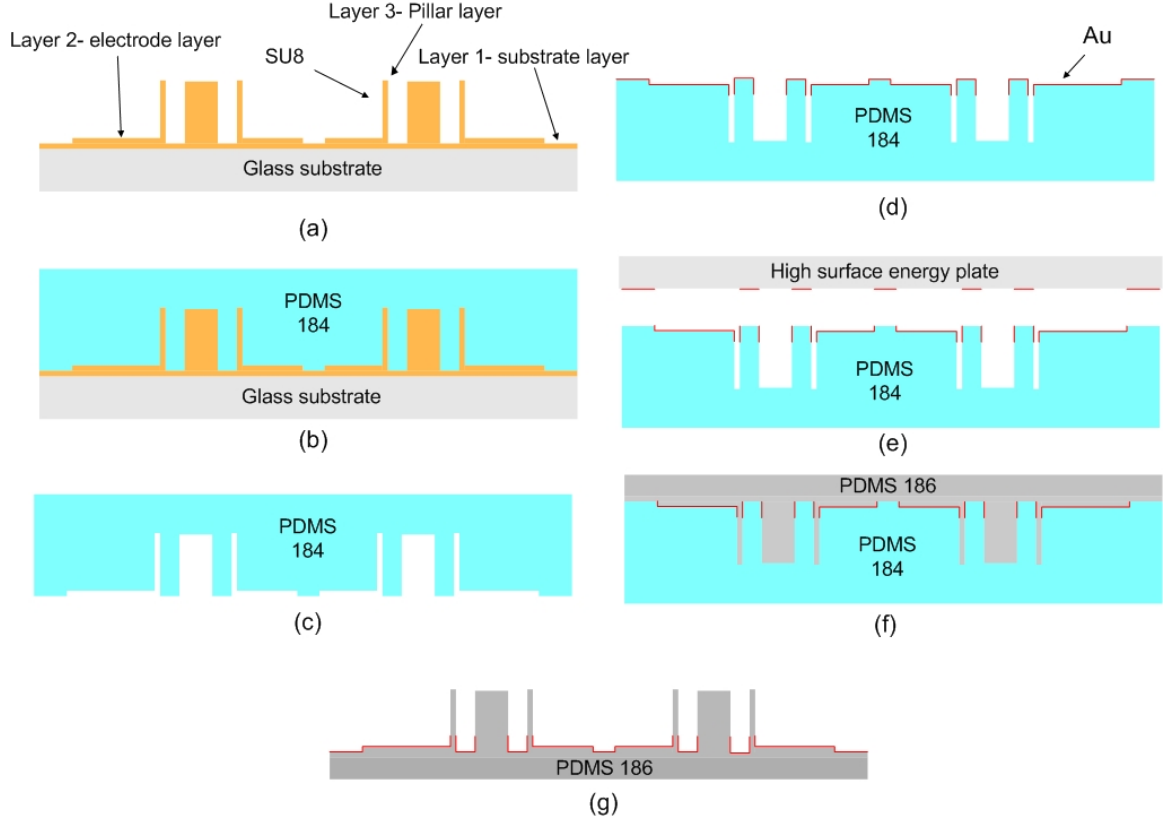 Layer 3- Pillar layer
Layer 2- electrode layer
SU8
Layer 1- substrate layer
Glass substrate
(a)
PDMS
184
Glass substrate
(b)
PDMS
184
(c)
Au
PDMS
184
(d)
High surface energy plate
PDMS
184
(e)
PDMS 186
PDMS
184
(f)
PDMS 186
(g)